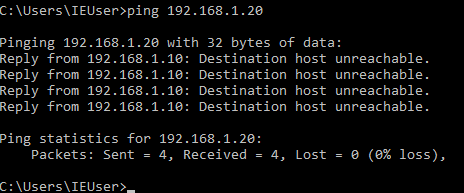 C:\Users\IEUser>ping 192.168.1.20
Pinging 192.168.1.20 with 32 bytes of data:
Reply from 192.168.1.10: Destination host unreachable.
Reply from 192.168.1.10: Destination host unreachable.
Reply from 192.168.1.10: Destination host unreachable.
Reply from 192.168.1.10: Destination host unreachable.
Ping statistics for 192.168.1.20:
    Packets: Sent = 4, Received = 4, Lost = 0 (0% loss),
C:\Users\IEUser>_